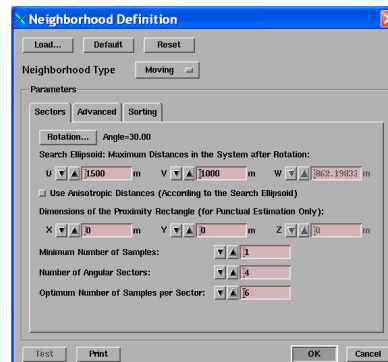 Neighborhood Definition
Load... Default Reset
Neighborhood Type Moving
Parameters
Sectors Advanced Sorting
Rotation... Angle=30.00
Search Ellipsoid: Maximum Distances in the System after Rotation:
U 1500 m V 1000 m W 862.19833 m
Use Anisotropic Distances (According to the Search Ellipsoid)
Dimensions of the Proximity Rectangle (for Punctual Estimation Only):
X 0 m Y 0 m Z 0 m
Minimum Number of Samples: 1
Number of Angular Sectors: 4
Optimum Number of Samples per Sector: 6
Test Print OK Cancel